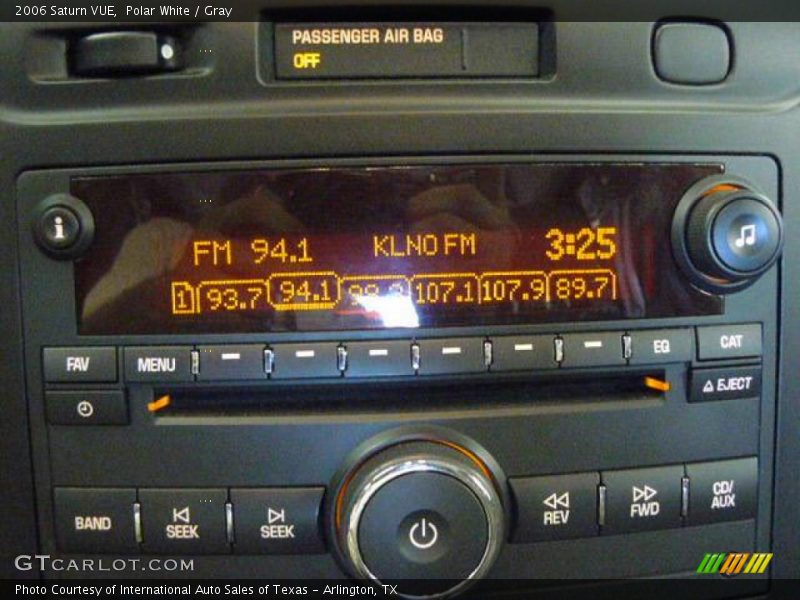 2006 Saturn VUE, Polar White / Gray
PASSENGER AIR BAG
OFF
i
FM 94.1 KLNO FM 3:25
1 93.7 94.1 107.1 107.9 89.7
FAV MENU EQ CAT
EJECT
BAND SEEK SEEK REV FWD CD/AUX
GTCARLOT.COM
Photo Courtesy of International Auto Sales of Texas - Arlington, TX